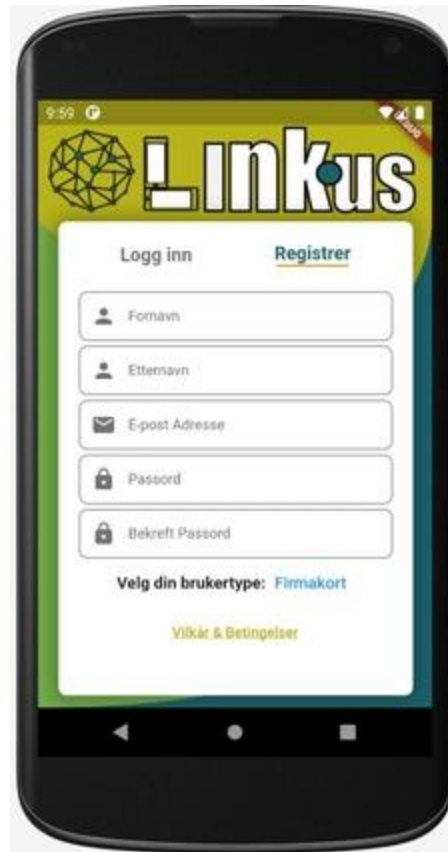 9:59
DEBUG
Linkus
Logg inn Registrer
Fornavn
Etternavn
E-post Adresse
Passord
Bekreft Passord
Velg din brukertype: Firmakort
Vilkår & Betingelser